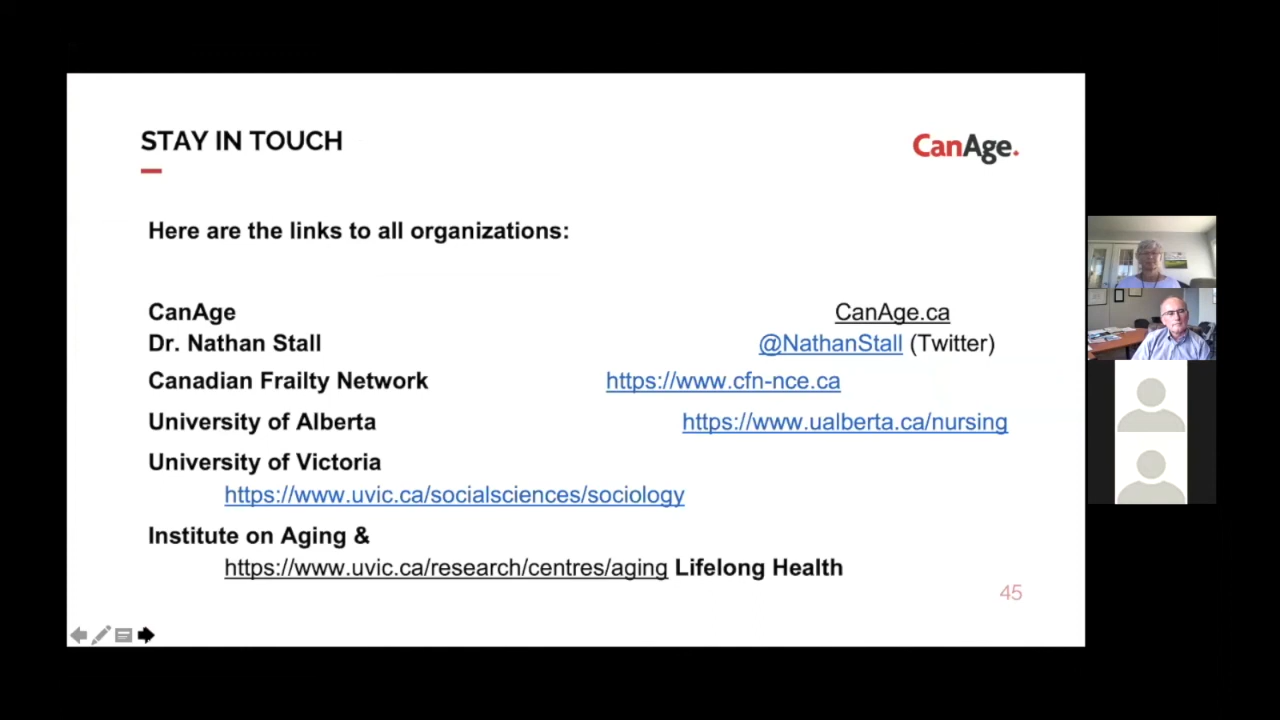 STAY IN TOUCH
CanAge.
Here are the links to all organizations:
CanAge CanAge.ca
Dr. Nathan Stall @NathanStall (Twitter)
Canadian Frailty Network https://www.cfn-nce.ca
University of Alberta https://www.ualberta.ca/nursing
University of Victoria
https://www.uvic.ca/socialsciences/sociology
Institute on Aging &
https://www.uvic.ca/research/centres/aging Lifelong Health
45